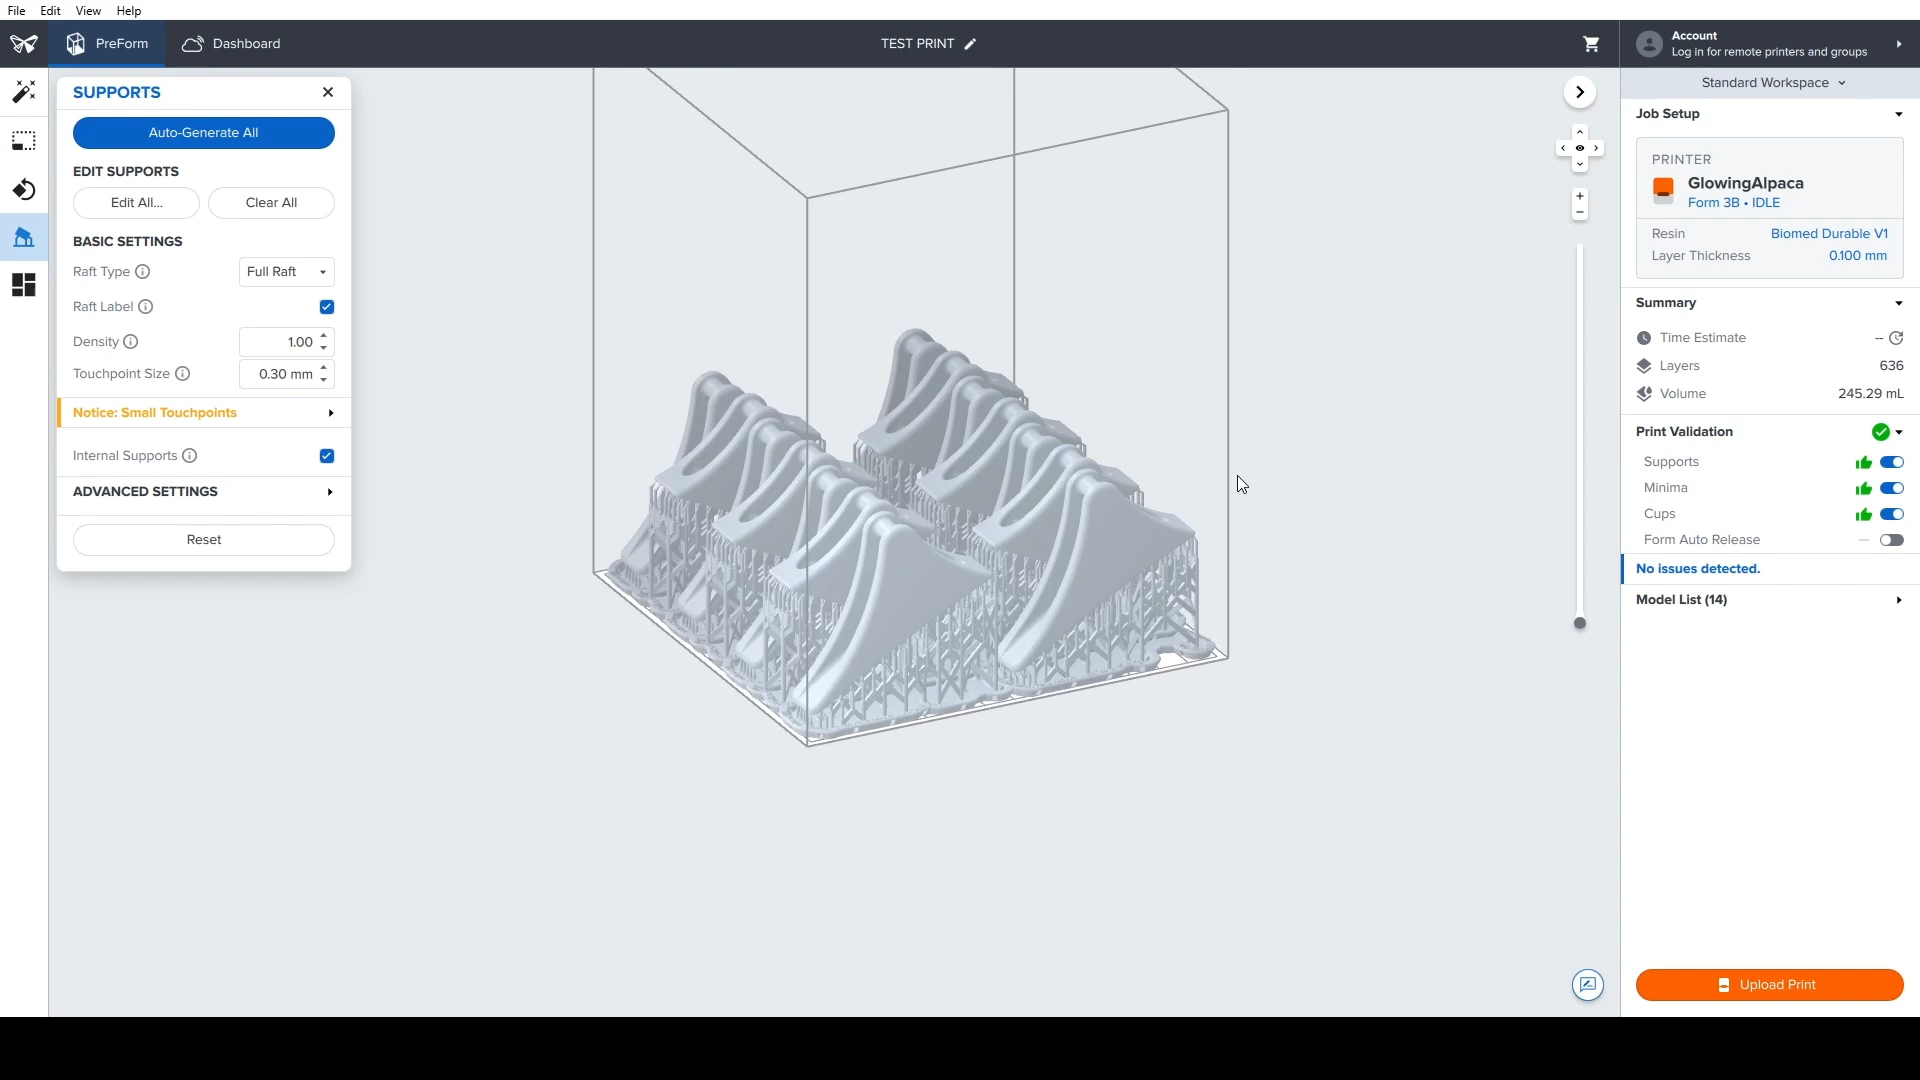 File Edit View Help
PreForm
Dashboard
TEST PRINT
Account
Log in for remote printers and groups
SUPPORTS
Auto-Generate All
EDIT SUPPORTS
Edit All...
Clear All
BASIC SETTINGS
Raft Type
Full Raft
Raft Label
Density
1.00
Touchpoint Size
0.30 mm
Notice: Small Touchpoints
Internal Supports
ADVANCED SETTINGS
Reset
Standard Workspace
Job Setup
PRINTER
GlowingAlpaca
Form 3B • IDLE
Resin
Biomed Durable V1
Layer Thickness
0.100 mm
Summary
Time Estimate
--
Layers
636
Volume
245.29 mL
Print Validation
Supports
Minima
Cups
Form Auto Release
No issues detected.
Model List (14)
Upload Print